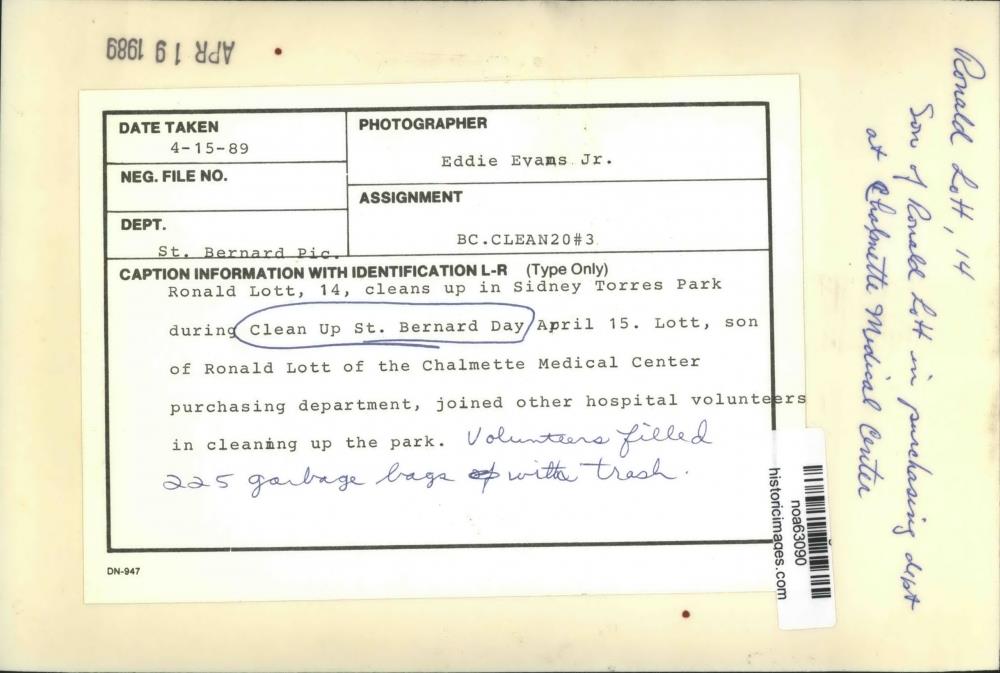 APR 19 1989
DATE TAKEN
4-15-89
PHOTOGRAPHER
Eddie Evans Jr.
NEG. FILE NO.
ASSIGNMENT
BC.CLEAN20#3
DEPT.
St. Bernard Pic.
CAPTION INFORMATION WITH IDENTIFICATION L-R (Type Only)
Ronald Lott, 14, cleans up in Sidney Torres Park
during Clean Up St. Bernard Day April 15. Lott, son
of Ronald Lott of the Chalmette Medical Center
purchasing department, joined other hospital volunteers
in cleaning up the park. Volunteers filled
225 garbage bags with trash.
DN-947
Ronald Lott, 14
Son of Ronald Lott in purchasing dept
at Chalmette Medical Center
noa63090
historicimages.com